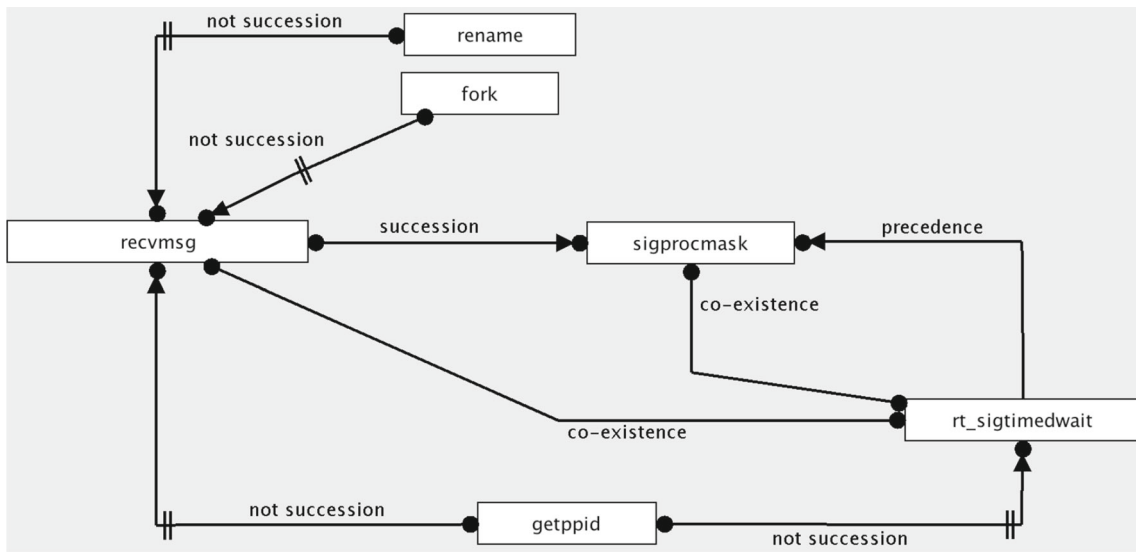 not succession
rename
fork
not succession
recvmsg
succession
sigprocmask
precedence
co-existence
rt_sigtimedwait
co-existence
not succession
getppid
not succession